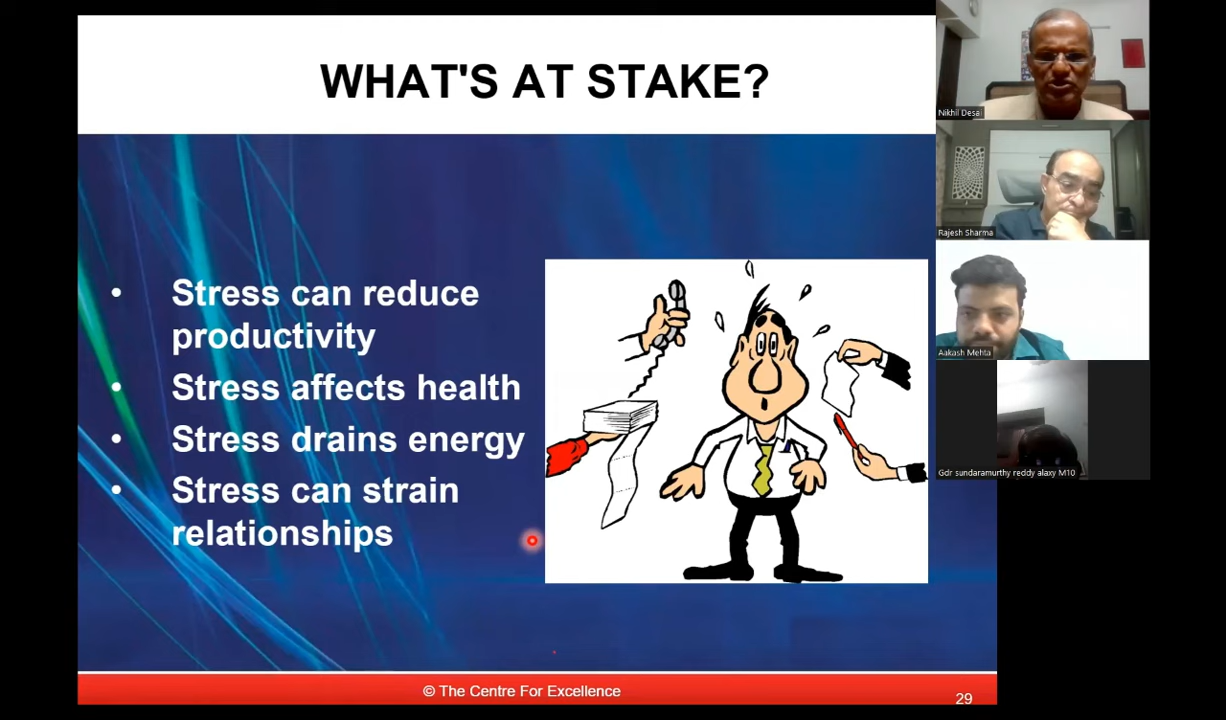 WHAT'S AT STAKE?
• Stress can reduce
productivity
• Stress affects health
• Stress drains energy
• Stress can strain
relationships
© The Centre For Excellence
29
Nikhil Desai
Rajesh Sharma
Aakash Mehta
Gdr sundaramurthy reddy alaxy M10